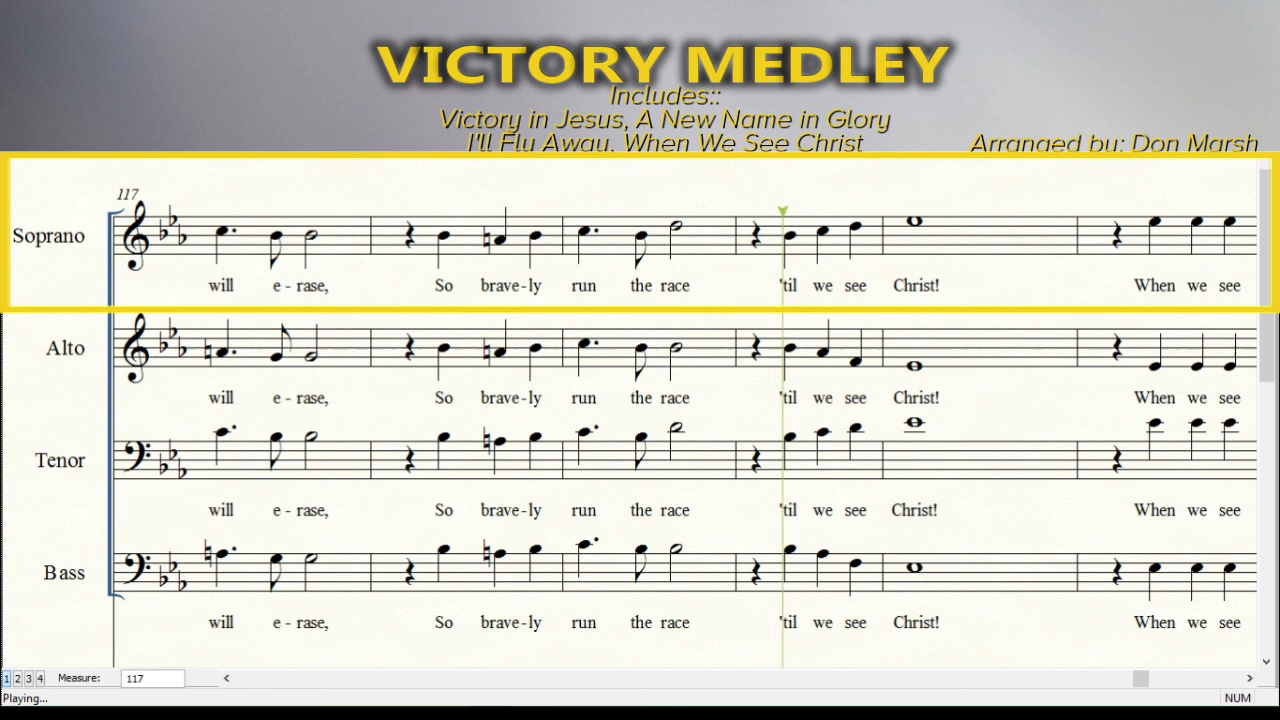 VICTORY MEDLEY
Includes::
Victory in Jesus, A New Name in Glory
I'll Fly Away, When We See Christ
Arranged by: Don Marsh
117
Soprano
will e - rase, So brave - ly run the race 'til we see Christ! When we see
Alto
will e - rase, So brave - ly run the race 'til we see Christ! When we see
Tenor
will e - rase, So brave - ly run the race 'til we see Christ! When we see
Bass
will e - rase, So brave - ly run the race 'til we see Christ! When we see
1 2 3 4 Measure: 117
Playing... NUM